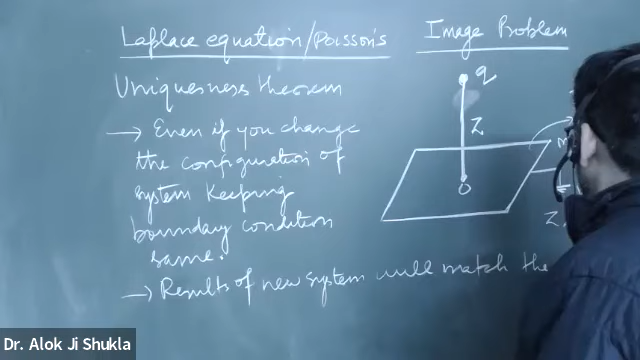 Laplace equation/Poisson's
Image Problem
Uniqueness theorem
→ Even if you change
the configuration of
system keeping
boundary condition
same.
→ Results of new system will match the
q
Z
O
Z
Dr. Alok Ji Shukla